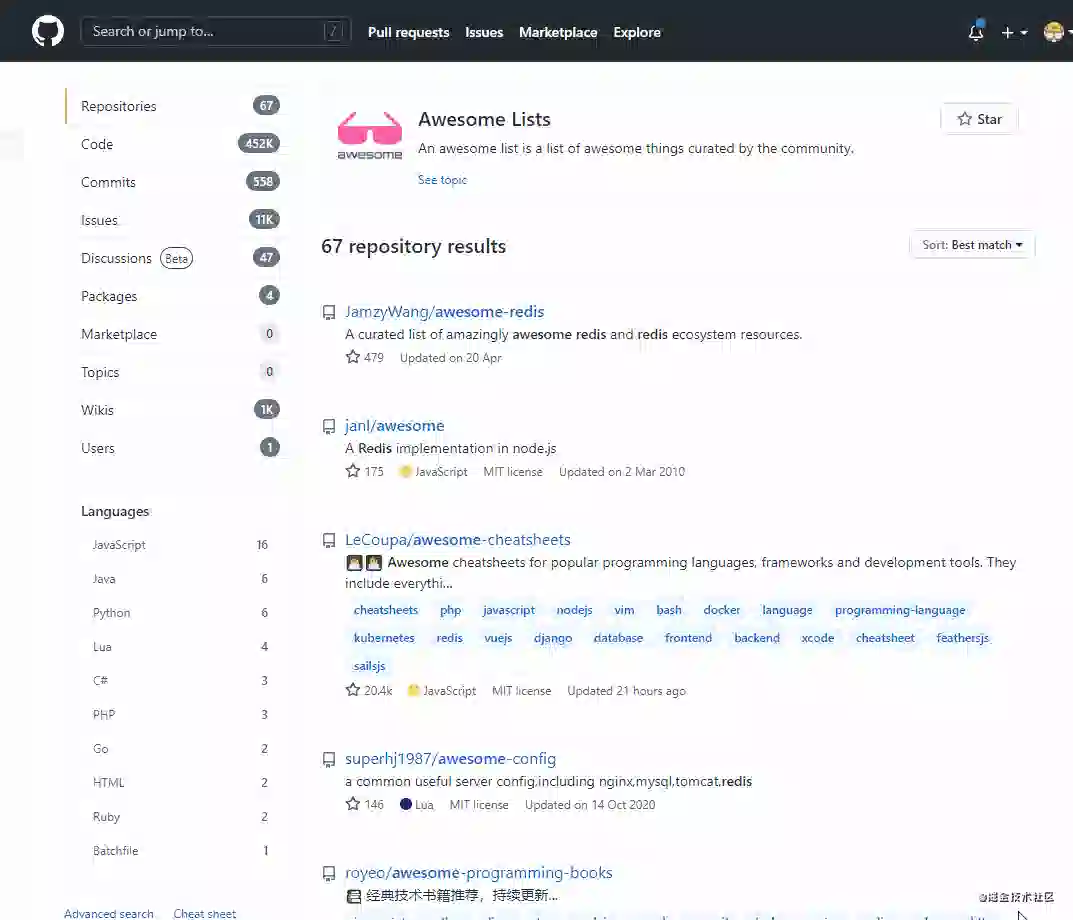 Search or jump to... /
Pull requests Issues Marketplace Explore
Repositories 67
Code 452K
Commits 558
Issues 11K
Discussions Beta 47
Packages 4
Marketplace 0
Topics 0
Wikis 1K
Users 1
Languages
JavaScript 16
Java 6
Python 6
Lua 4
C# 3
PHP 3
Go 2
HTML 2
Ruby 2
Batchfile 1
Advanced search Cheat sheet
awesome
Awesome Lists
Star
An awesome list is a list of awesome things curated by the community.
See topic
67 repository results
Sort: Best match
JamzyWang/awesome-redis
A curated list of amazingly awesome redis and redis ecosystem resources.
479 Updated on 20 Apr
janl/awesome
A Redis implementation in node.js
175 JavaScript MIT license Updated on 2 Mar 2010
LeCoupa/awesome-cheatsheets
Awesome cheatsheets for popular programming languages, frameworks and development tools. They
include everythi...
cheatsheets php javascript nodejs vim bash docker language programming-language
kubernetes redis vuejs django database frontend backend xcode cheatsheet feathersjs
sailsjs
20.4k JavaScript MIT license Updated 21 hours ago
superhj1987/awesome-config
a common useful server config,including nginx,mysql,tomcat,redis
146 Lua MIT license Updated on 14 Oct 2020
royeo/awesome-programming-books
经典技术书籍推荐，持续更新...
@掘金技术社区